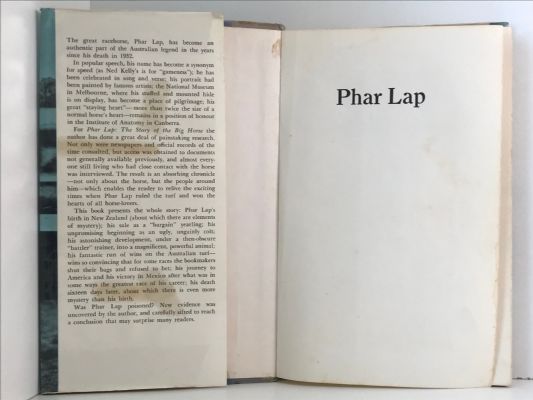 The great racehorse, Phar Lap, has become an
authentic part of the Australian legend in the years
since his death in 1932.
In popular speech, his name has become a synonym
for speed (as Ned Kelly's is for "gameness"); he has
been celebrated in song and verse; his portrait had
been painted by famous artists; the National Museum
in Melbourne, where his stuffed and mounted hide
is on display, has become a place of pilgrimage; his
great "staying heart"—more than twice the size of a
normal horse's heart—remains in a position of honour
in the Institute of Anatomy in Canberra.
For Phar Lap: The Story of the Big Horse the
author has done a great deal of painstaking research.
Not only were newspapers and official records of the
time consulted, but access was obtained to documents
not generally available previously, and almost every-
one still living who had close contact with the horse
was interviewed. The result is an absorbing chronicle
—not only about the horse, but the people around
him—which enables the reader to relive the exciting
times when Phar Lap ruled the turf and won the
hearts of all horse-lovers.
This book presents the whole story: Phar Lap's
birth in New Zealand (about which there are elements
of mystery); his sale as a "bargain" yearling; his
unpromising beginning as an ugly, ungainly colt;
his astonishing development, under a then-obscure
"battler" trainer, into a magnificent, powerful animal;
his fantastic run of wins on the Australian turf—
wins so convincing that for some races the bookmakers
shut their bags and refused to bet; his journey to
America and his victory in Mexico after what was in
some ways the greatest race of his career; his death
sixteen days later, about which there is even more
mystery than his birth.
Was Phar Lap poisoned? New evidence was
uncovered by the author, and carefully sifted to reach
a conclusion that may surprise many readers.
Phar Lap